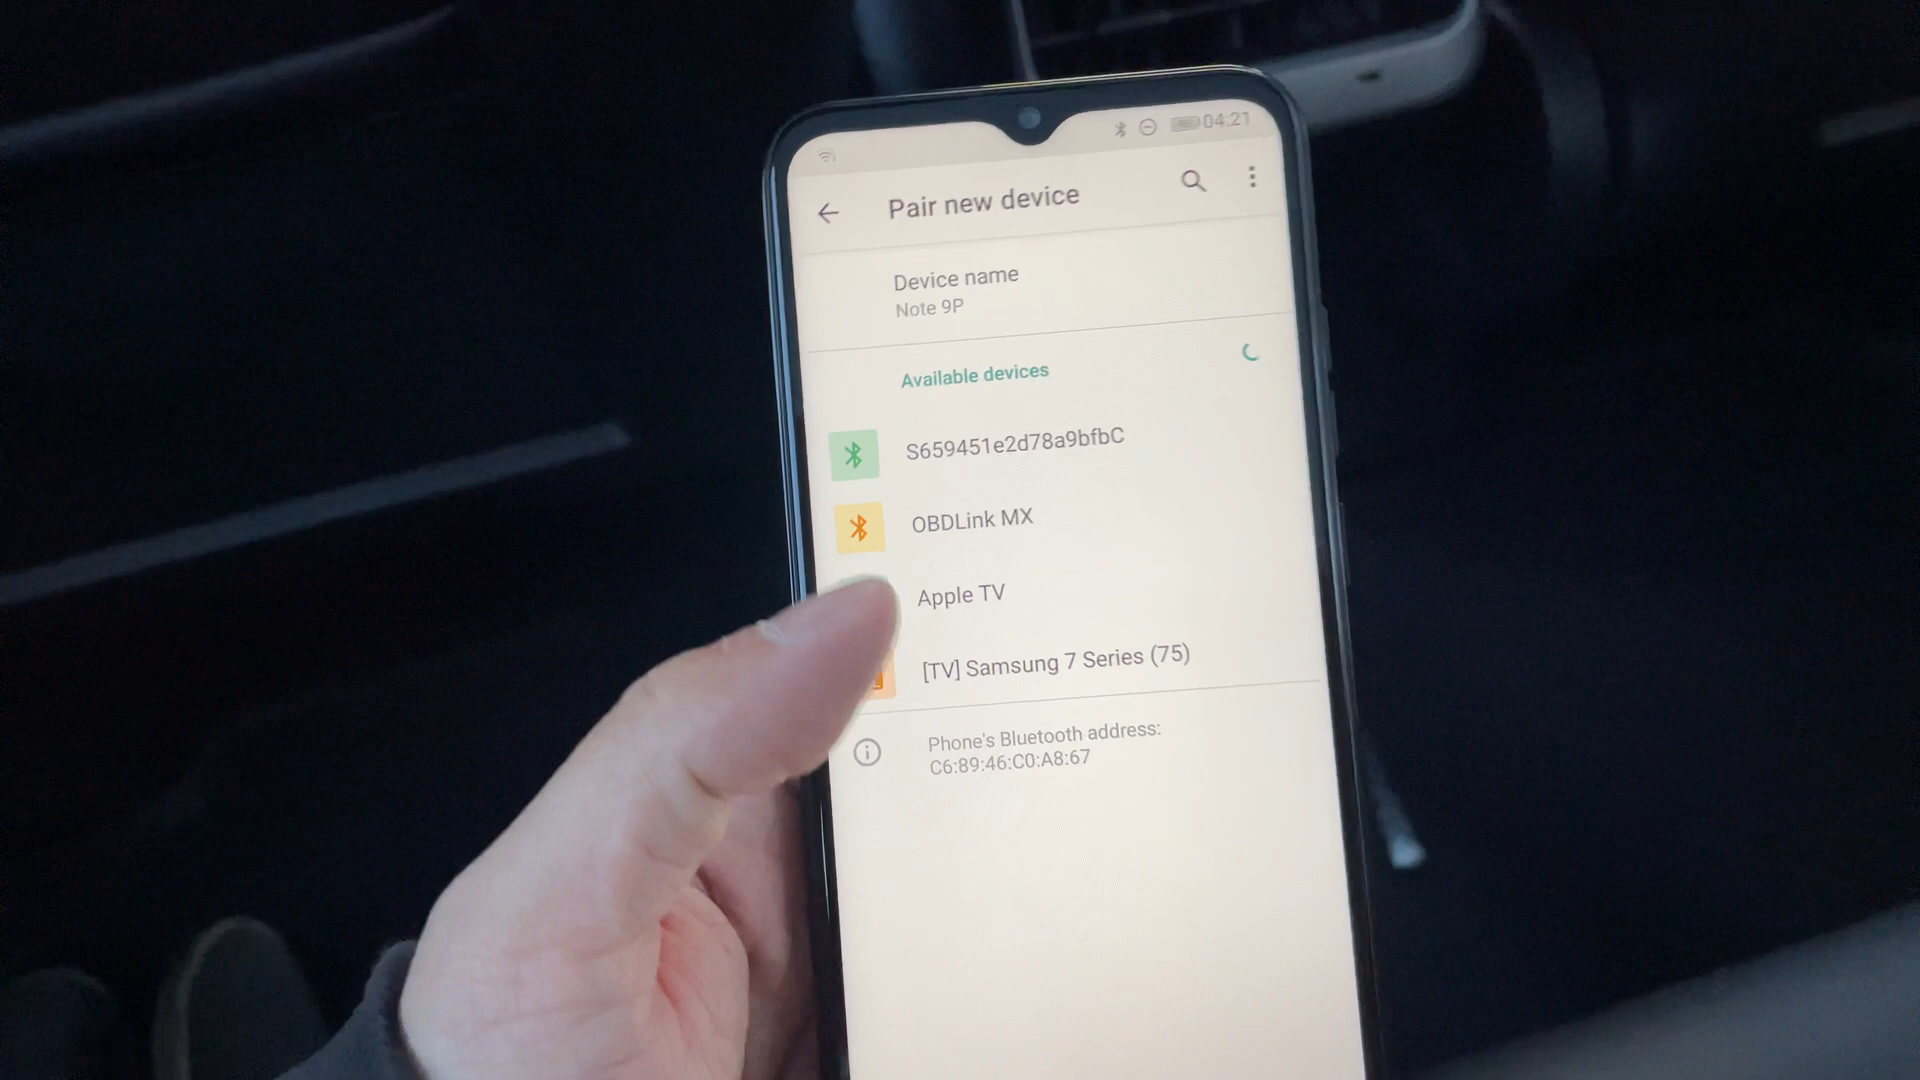 04:21
Pair new device
Device name
Note 9P
Available devices
S659451e2d78a9bfbC
OBDLink MX
Apple TV
[TV] Samsung 7 Series (75)
Phone's Bluetooth address:
C6:89:46:C0:A8:67